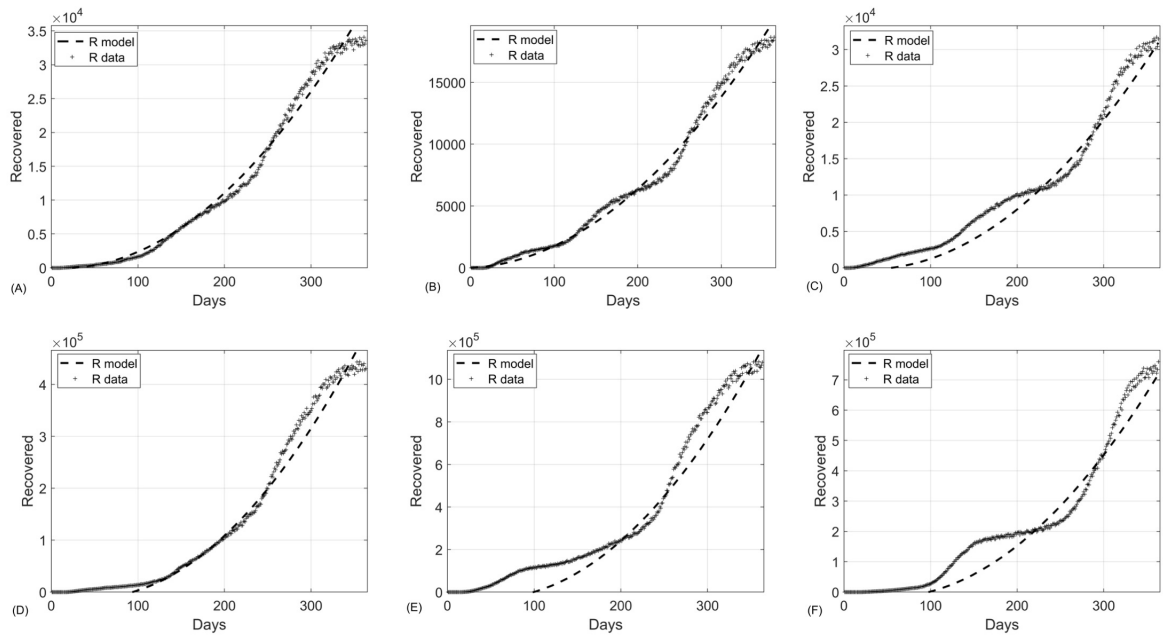 ×10⁴
R model
R data
3.5
3
2.5
2
1.5
1
0.5
0
Recovered
0 100 200 300
Days
(A)
R model
R data
15000
10000
5000
0
Recovered
0 100 200 300
Days
(B)
×10⁴
R model
R data
3
2.5
2
1.5
1
0.5
0
Recovered
0 100 200 300
Days
(C)
×10⁵
R model
R data
4
3
2
1
0
Recovered
0 100 200 300
Days
(D)
×10⁵
R model
R data
10
8
6
4
2
0
Recovered
0 100 200 300
Days
(E)
×10⁵
R model
R data
7
6
5
4
3
2
1
0
Recovered
0 100 200 300
Days
(F)